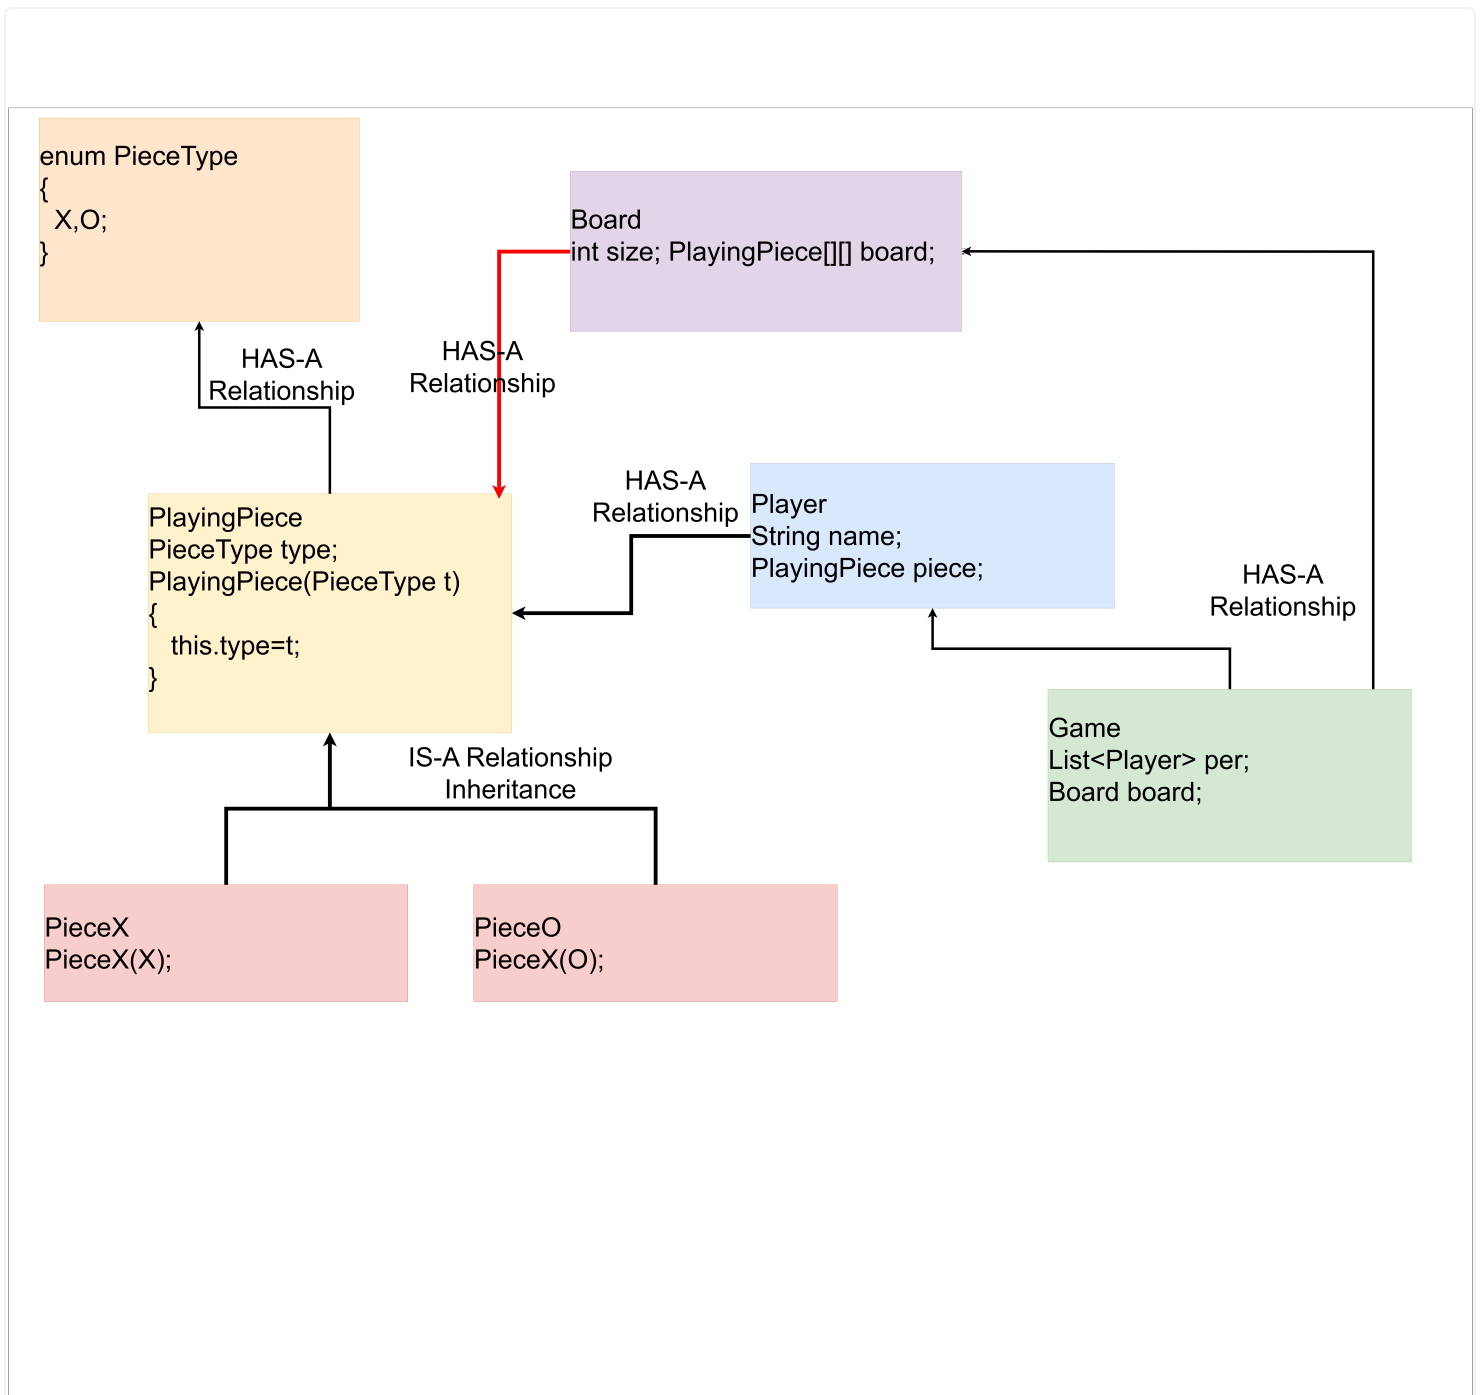 enum PieceType
{
X,O;
}
Board
int size; PlayingPiece[][] board;
HAS-A
Relationship
HAS-A
Relationship
PlayingPiece
PieceType type;
PlayingPiece(PieceType t)
{
this.type=t;
}
HAS-A
Relationship
Player
String name;
PlayingPiece piece;
HAS-A
Relationship
Game
List<Player> per;
Board board;
IS-A Relationship
Inheritance
PieceX
PieceX(X);
PieceO
PieceX(O);